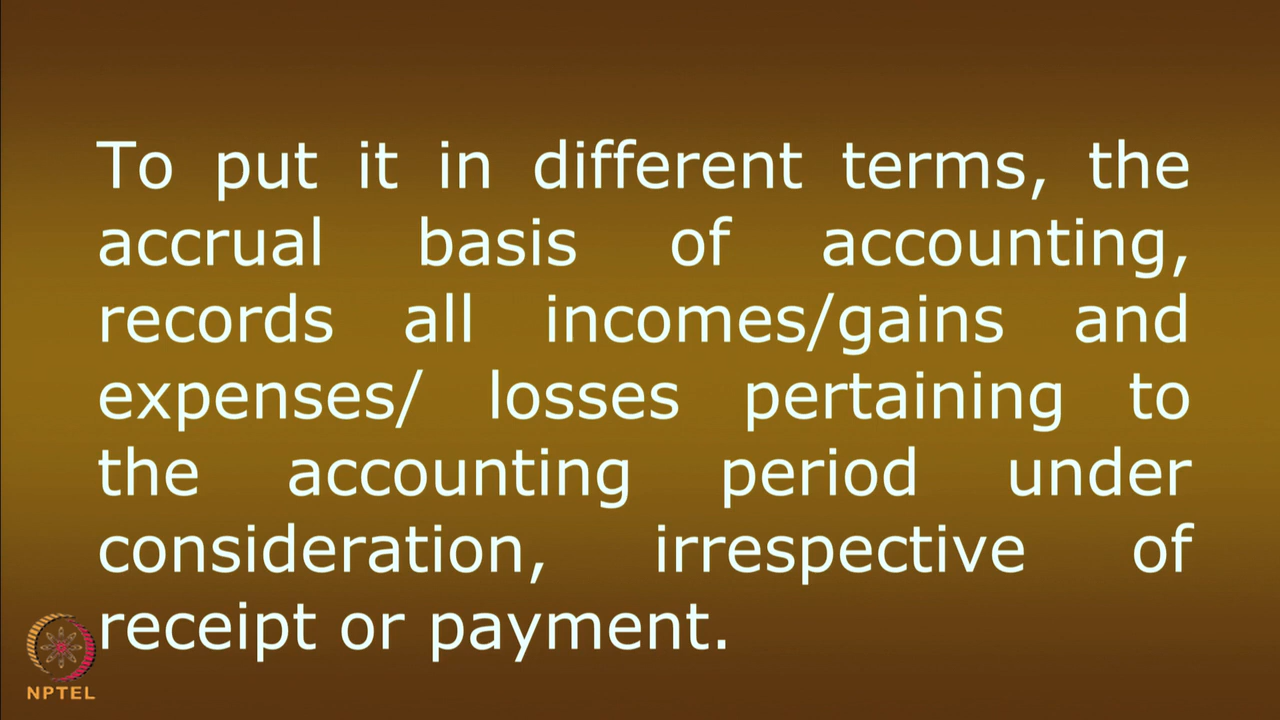 To put it in different terms, the
accrual basis of accounting,
records all incomes/gains and
expenses/ losses pertaining to
the accounting period under
consideration, irrespective of
receipt or payment.
NPTEL